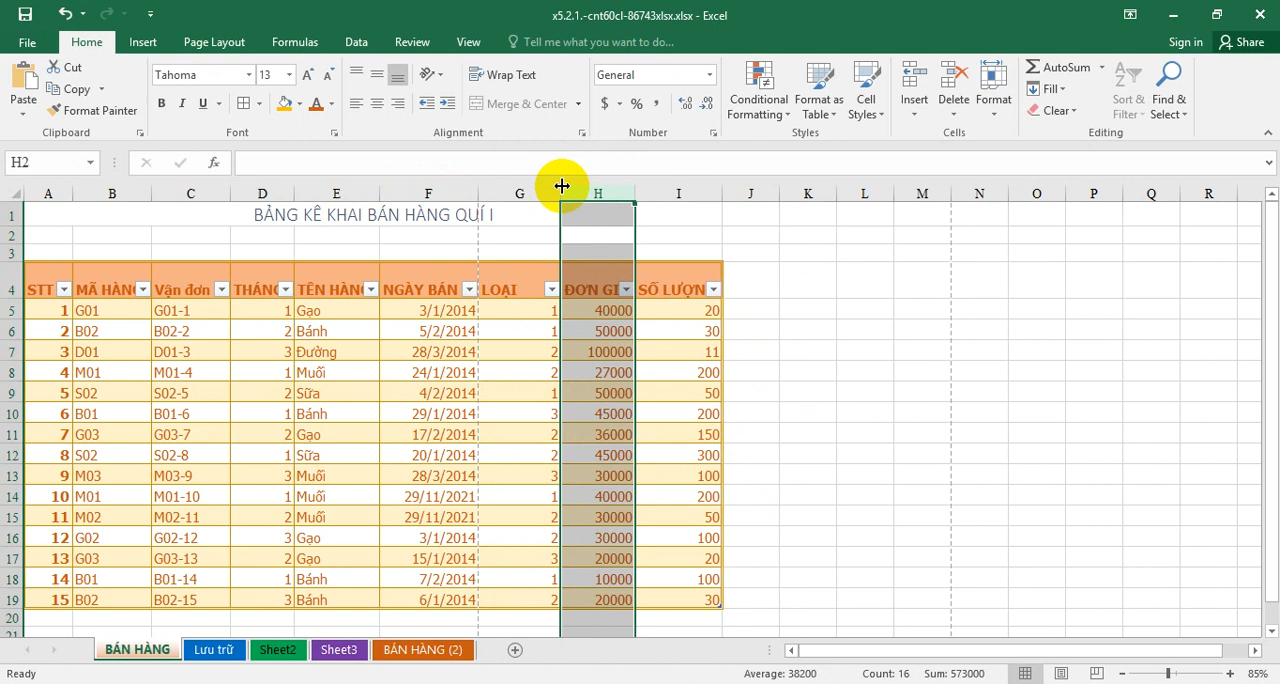 x5.2.1.-cnt60cl-86743xlsx.xlsx - Excel
File Home Insert Page Layout Formulas Data Review View Tell me what you want to do... Sign in Share
Paste Cut Copy Format Painter Clipboard
Tahoma 13 B I U A Font
Wrap Text Merge & Center Alignment
General $ % , Number
Conditional Formatting Format as Table Cell Styles Styles
Insert Delete Format Cells
AutoSum Fill Clear Sort & Filter Find & Select Editing
H2 fx
A B C D E F G H I J K L M N O P Q R
1 BẢNG KÊ KHAI BÁN HÀNG QUÍ I
2
3
4 STT MÃ HÀN Vận đơn THÁN TÊN HÀN NGÀY BÁN LOẠI ĐƠN GI SỐ LƯỢN
5 1 G01 G01-1 1 Gạo 3/1/2014 1 40000 20
6 2 B02 B02-2 2 Bánh 5/2/2014 1 50000 30
7 3 D01 D01-3 3 Đường 28/3/2014 2 100000 11
8 4 M01 M01-4 1 Muối 24/1/2014 2 27000 200
9 5 S02 S02-5 2 Sữa 4/2/2014 1 50000 50
10 6 B01 B01-6 1 Bánh 29/1/2014 3 45000 200
11 7 G03 G03-7 2 Gạo 17/2/2014 2 36000 150
12 8 S02 S02-8 1 Sữa 20/1/2014 2 45000 300
13 9 M03 M03-9 3 Muối 28/3/2014 3 30000 100
14 10 M01 M01-10 1 Muối 29/11/2021 1 40000 200
15 11 M02 M02-11 2 Muối 29/11/2021 2 30000 50
16 12 G02 G02-12 3 Gạo 3/1/2014 2 30000 100
17 13 G03 G03-13 2 Gạo 15/1/2014 3 20000 20
18 14 B01 B01-14 1 Bánh 7/2/2014 1 10000 100
19 15 B02 B02-15 3 Bánh 6/1/2014 2 20000 30
20
21
BÁN HÀNG Lưu trữ Sheet2 Sheet3 BÁN HÀNG (2)
Ready Average: 38200 Count: 16 Sum: 573000 85%